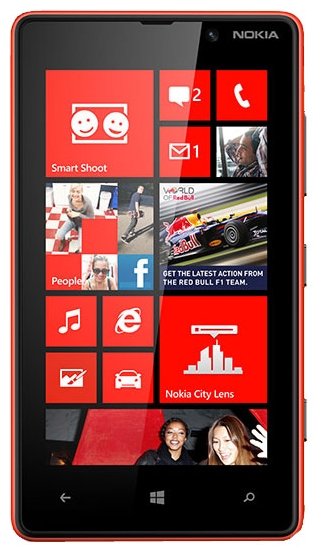 NOKIA
2
1
Smart Shoot
WORLD
OF Red Bull
GET THE LATEST ACTION FROM
THE RED BULL F1 TEAM.
People
f
Nokia City Lens